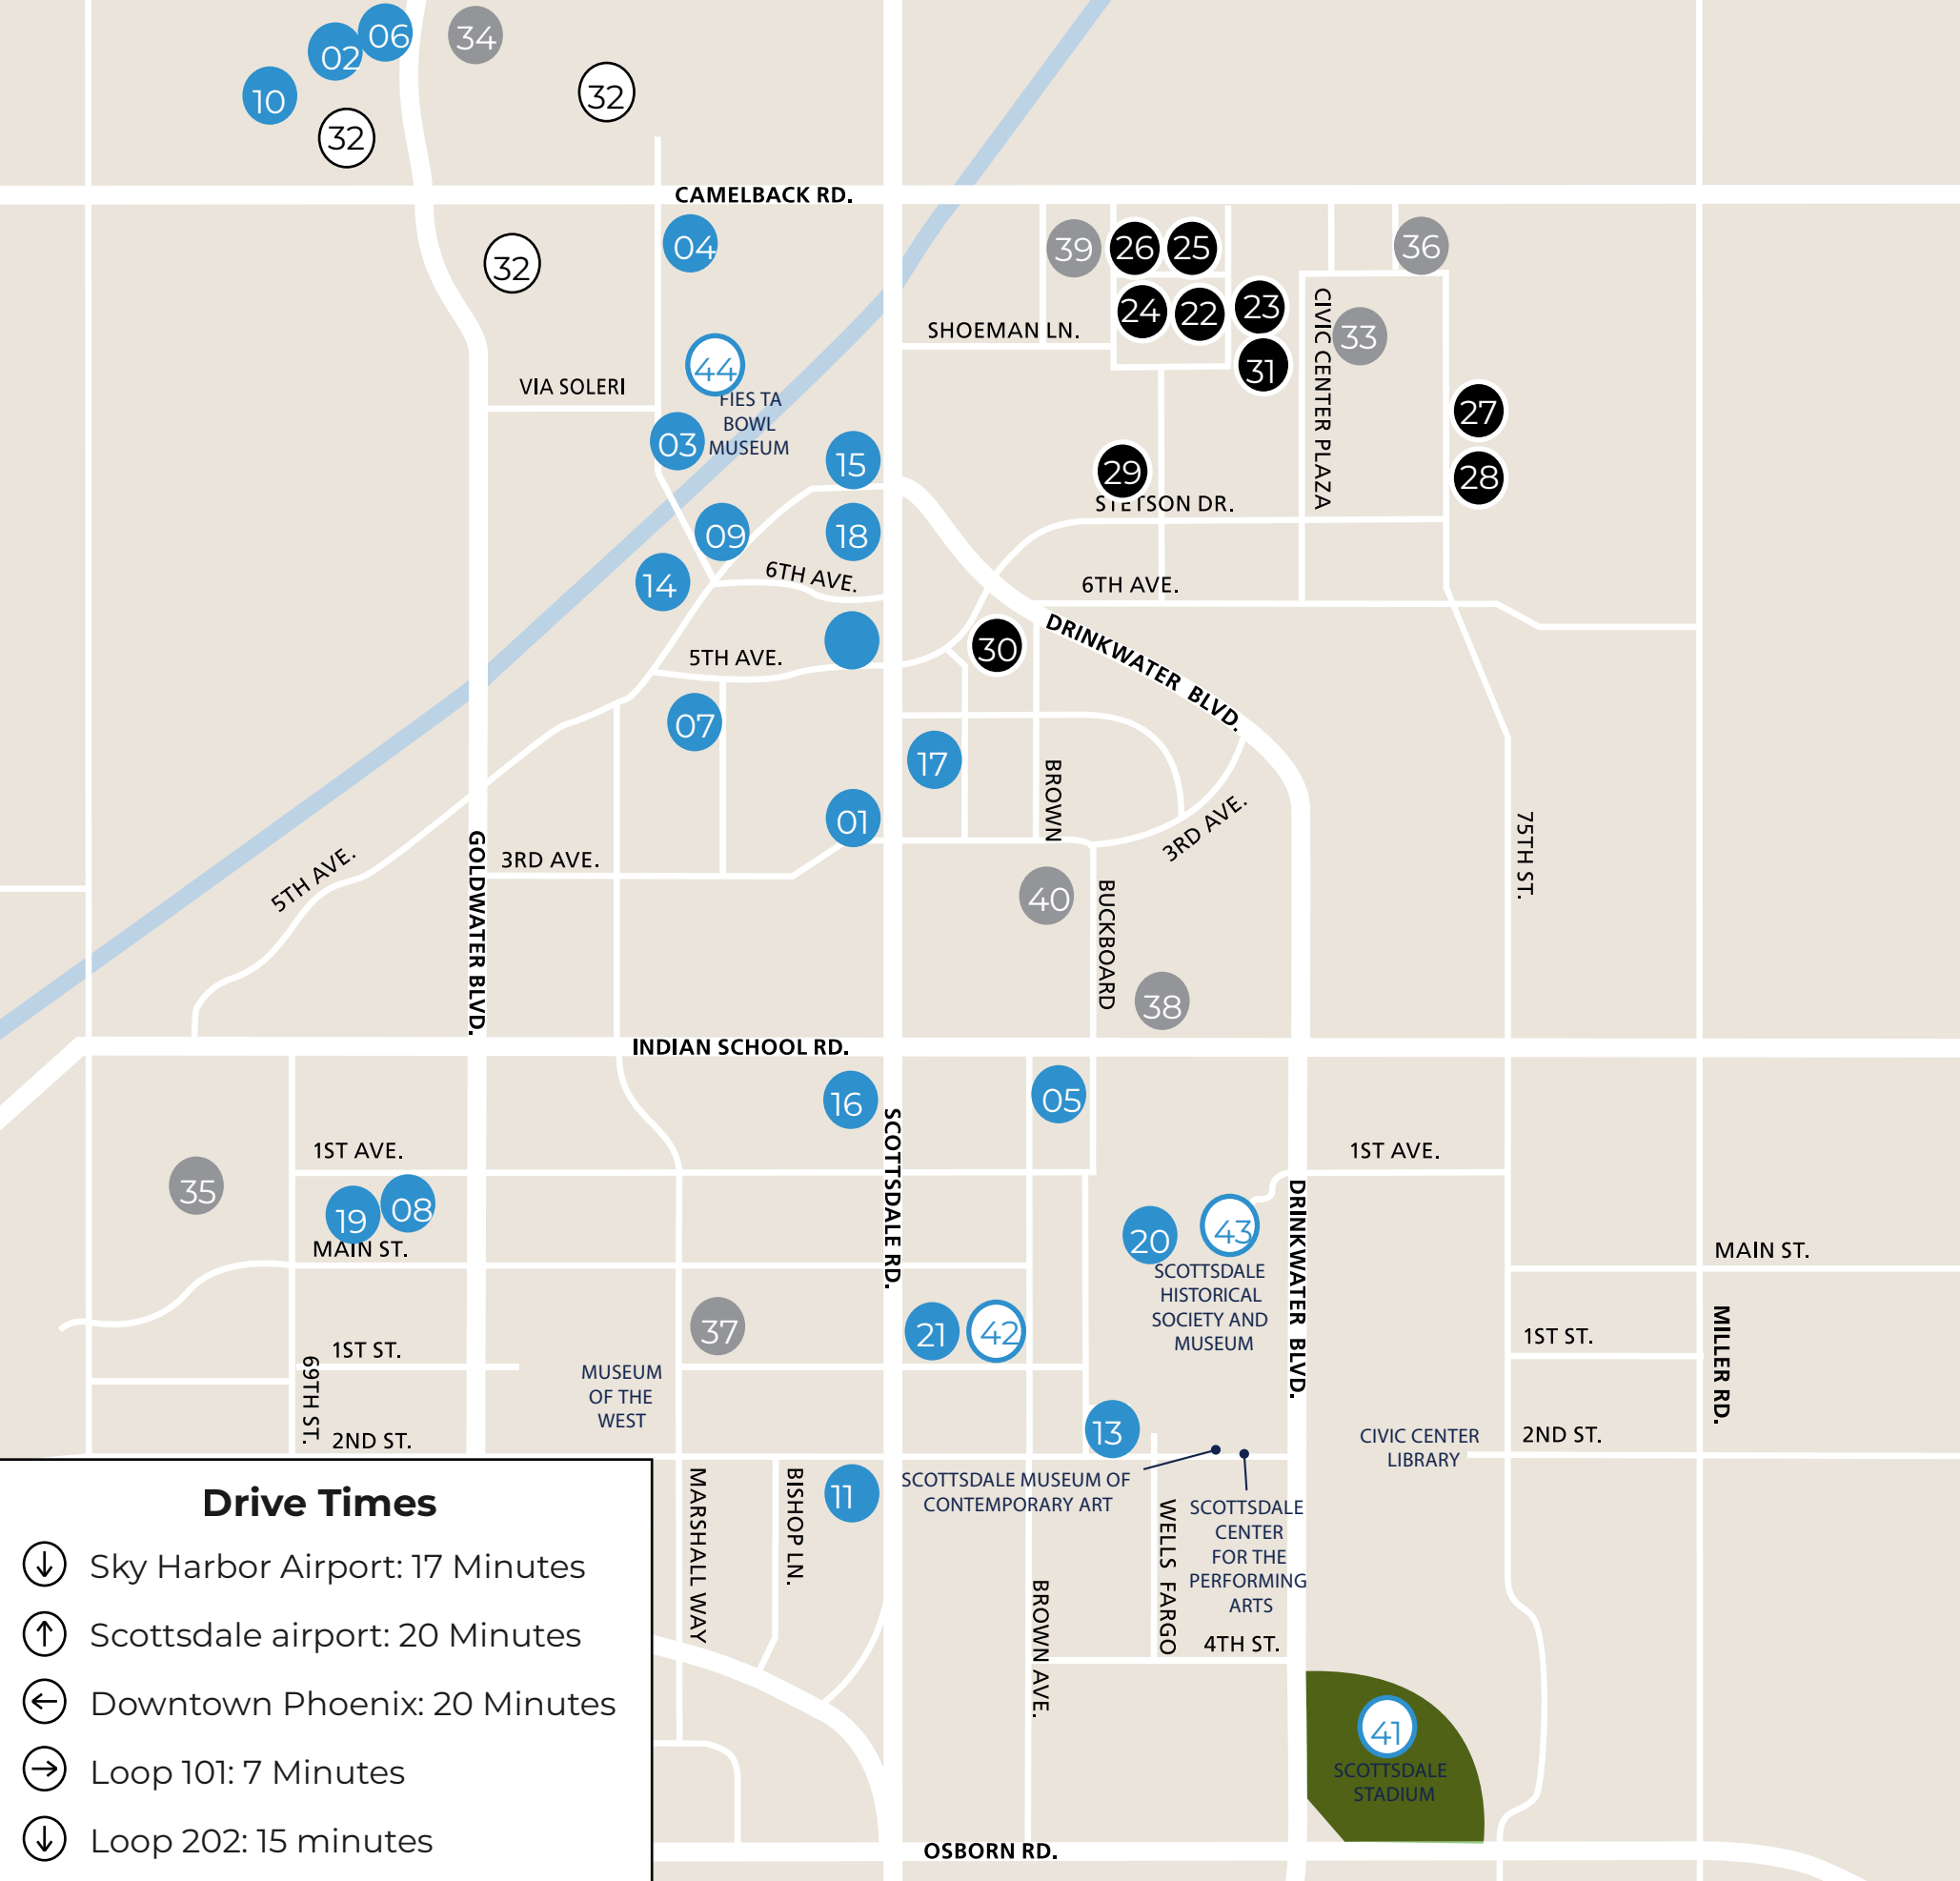 06
34
02
10
32
32
CAMELBACK RD.
04
39
26
25
36
32
24
22
23
SHOEMAN LN.
CIVIC CENTER PLAZA
33
44
31
VIA SOLERI
FIES TA
BOWL
MUSEUM
03
27
15
29
28
STETSON DR.
09
18
14
6TH AVE.
6TH AVE.
DRINKWATER BLVD.
30
5TH AVE.
07
17
BROWN
01
3RD AVE.
3RD AVE.
5TH AVE.
GOLDWATER BLVD.
75TH ST.
40
BUCKBOARD
38
INDIAN SCHOOL RD.
16
05
SCOTTSDALE RD.
1ST AVE.
1ST AVE.
35
19
08
MAIN ST.
20
43
DRINKWATER BLVD.
MAIN ST.
SCOTTSDALE
HISTORICAL
SOCIETY AND
MUSEUM
37
21
42
1ST ST.
1ST ST.
MILLER RD.
69TH ST.
MUSEUM
OF THE
WEST
2ND ST.
13
CIVIC CENTER
LIBRARY
2ND ST.
MARSHALL WAY
BISHOP LN.
11
SCOTTSDALE MUSEUM OF
CONTEMPORARY ART
WELLS FARGO
SCOTTSDALE
CENTER
FOR THE
PERFORMING
ARTS
BROWN AVE.
4TH ST.
41
SCOTTSDALE
STADIUM
OSBORN RD.
Drive Times
Sky Harbor Airport: 17 Minutes
Scottsdale airport: 20 Minutes
Downtown Phoenix: 20 Minutes
Loop 101: 7 Minutes
Loop 202: 15 minutes